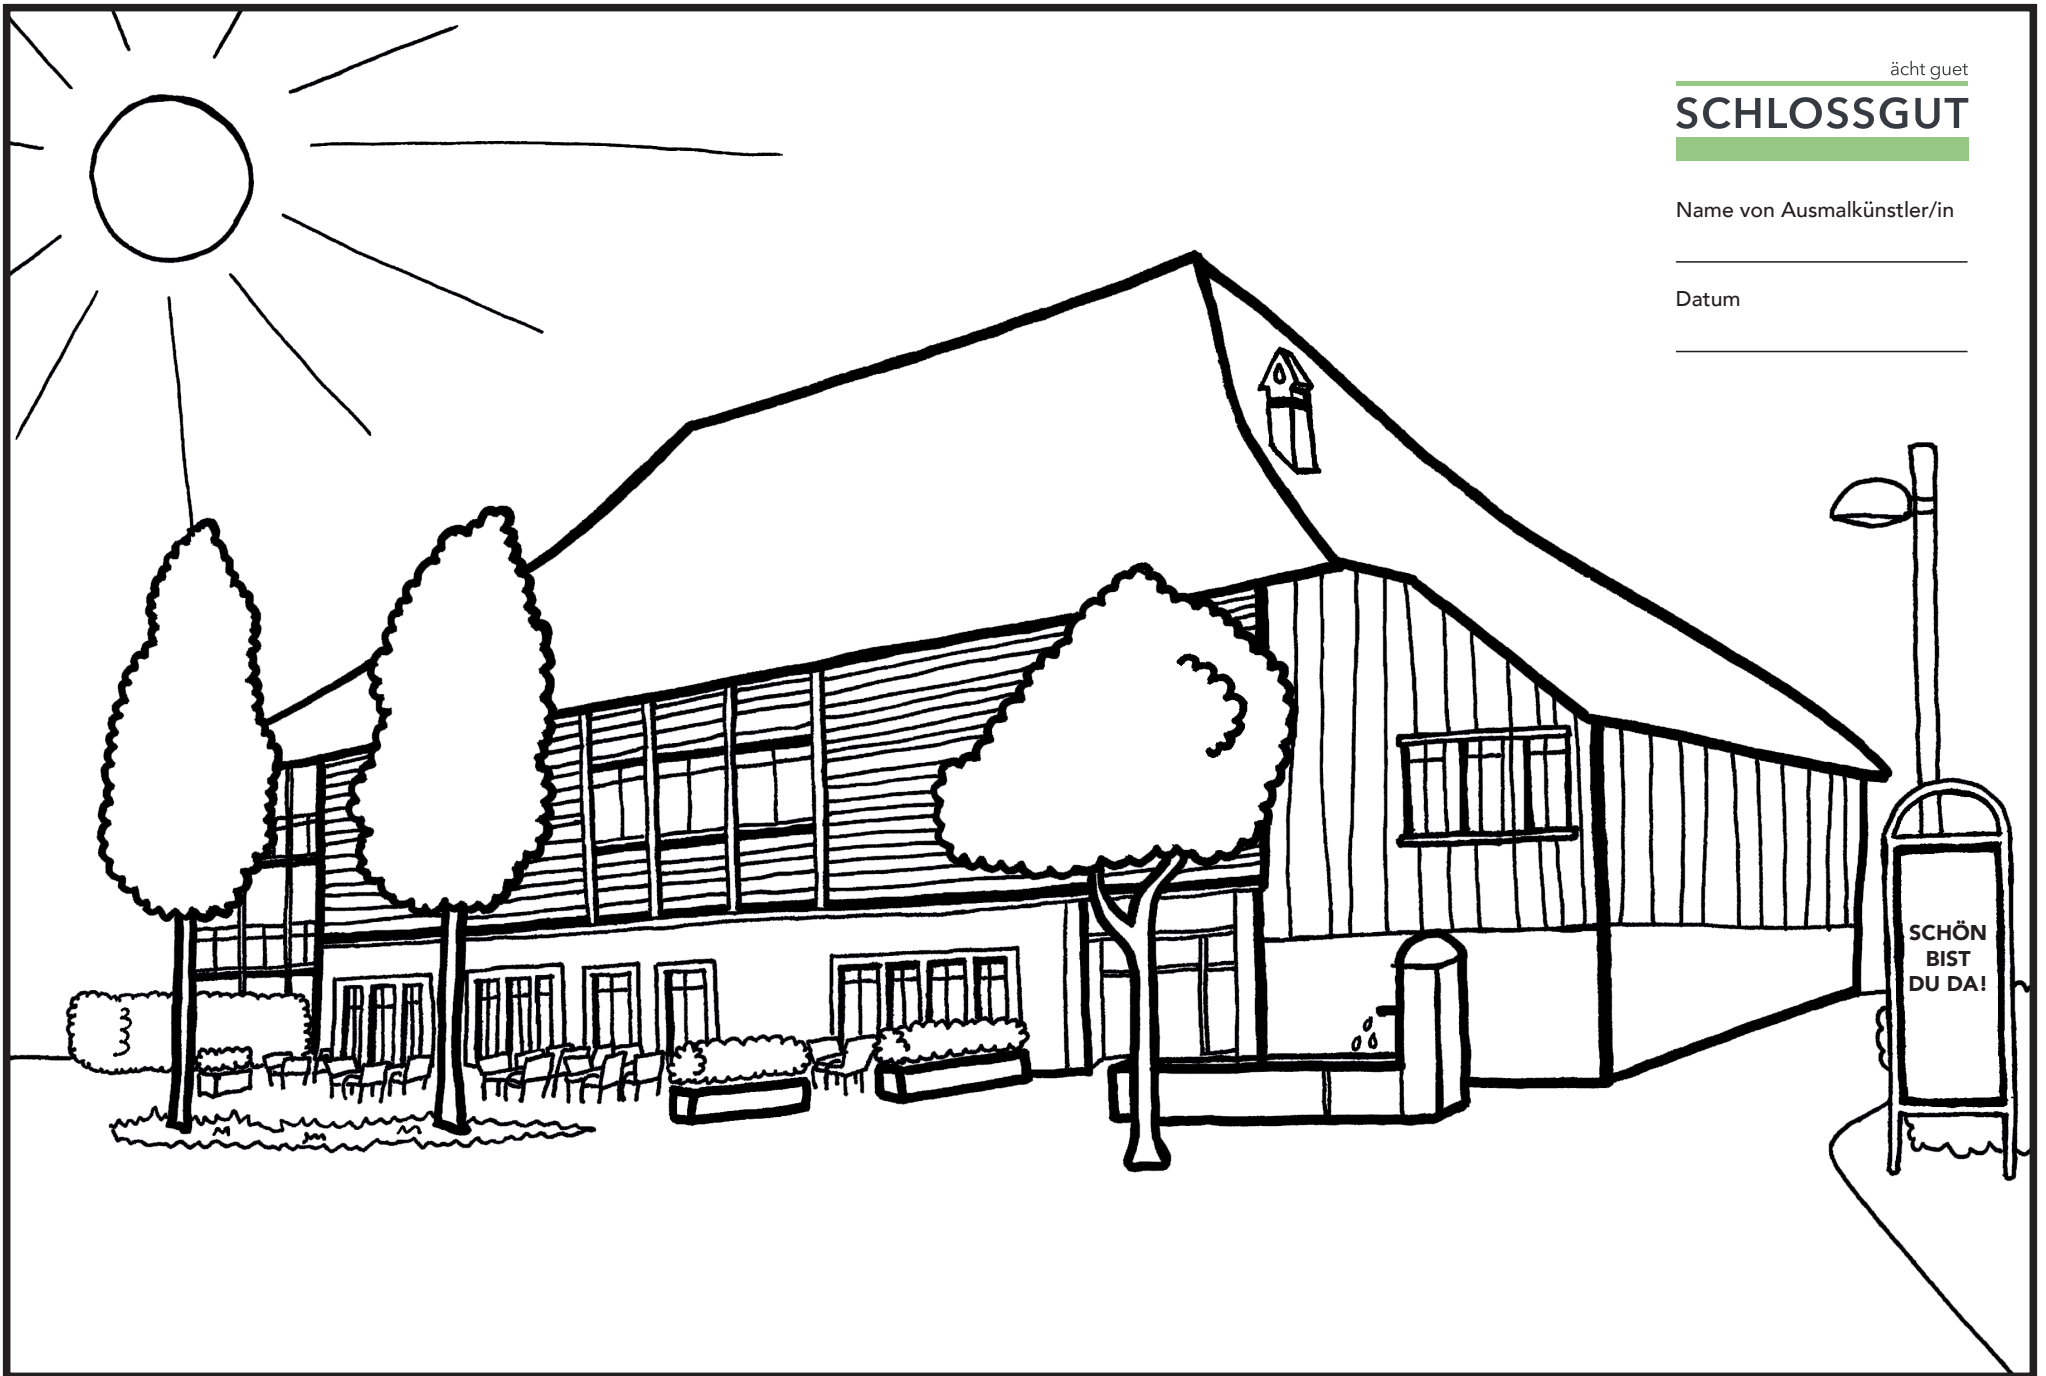 ächt guet
SCHLOSSGUT
Name von Ausmalkünstler/in
Datum
SCHÖN
BIST
DU DA!